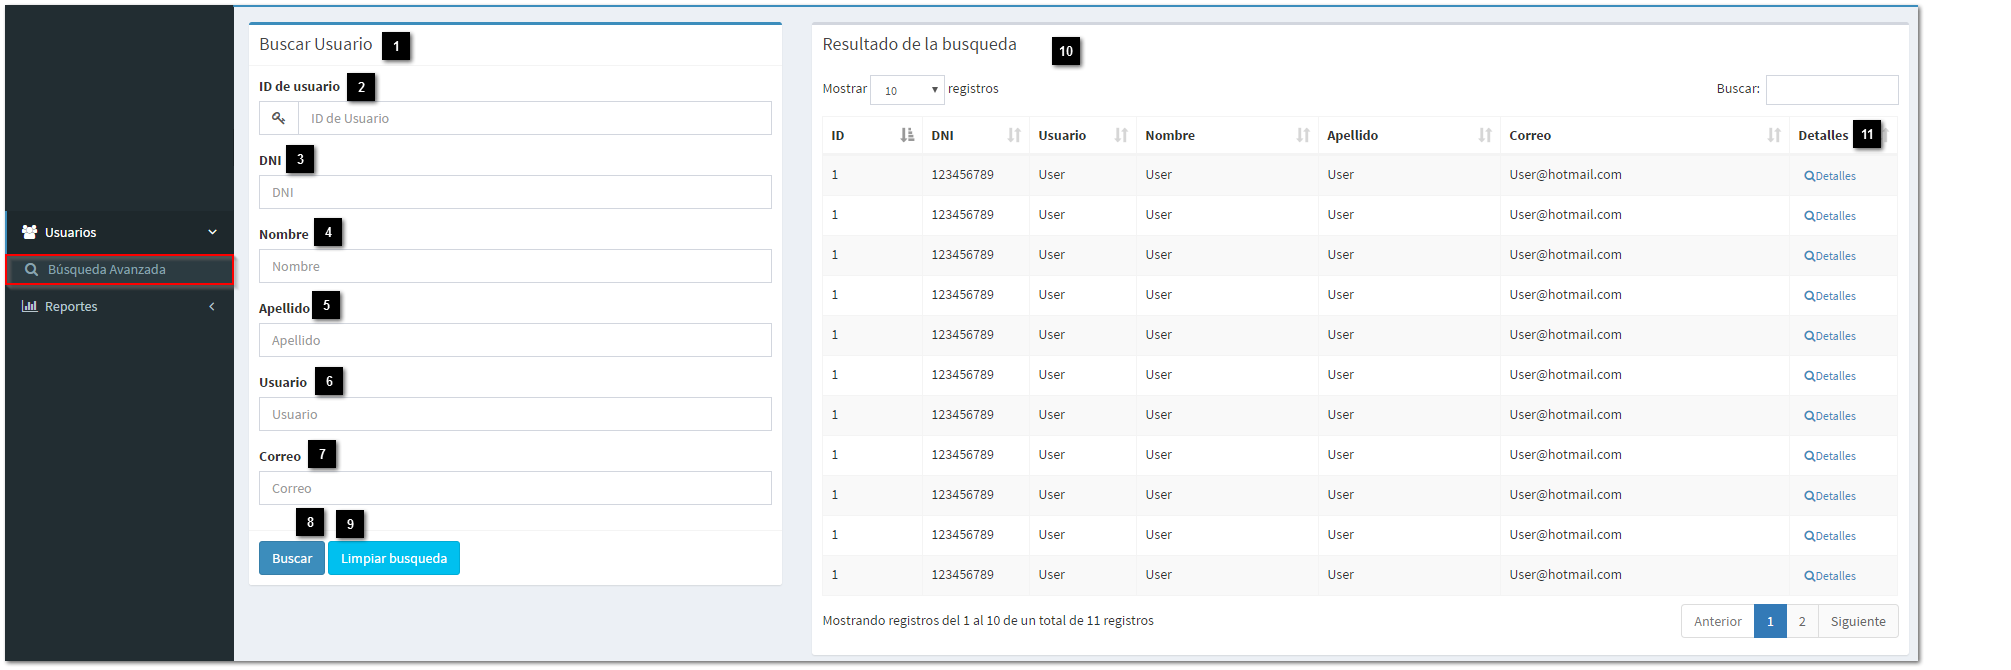 Usuarios
Búsqueda Avanzada
Reportes
Buscar Usuario 1
ID de usuario 2
ID de Usuario
DNI 3
DNI
Nombre 4
Nombre
Apellido 5
Apellido
Usuario 6
Usuario
Correo 7
Correo
8 9
Buscar Limpiar busqueda
Resultado de la busqueda 10
Mostrar 10 registros Buscar:
ID DNI Usuario Nombre Apellido Correo Detalles 11
1 123456789 User User User User@hotmail.com Detalles
1 123456789 User User User User@hotmail.com Detalles
1 123456789 User User User User@hotmail.com Detalles
1 123456789 User User User User@hotmail.com Detalles
1 123456789 User User User User@hotmail.com Detalles
1 123456789 User User User User@hotmail.com Detalles
1 123456789 User User User User@hotmail.com Detalles
1 123456789 User User User User@hotmail.com Detalles
1 123456789 User User User User@hotmail.com Detalles
1 123456789 User User User User@hotmail.com Detalles
1 123456789 User User User User@hotmail.com Detalles
Mostrando registros del 1 al 10 de un total de 11 registros
Anterior 1 2 Siguiente